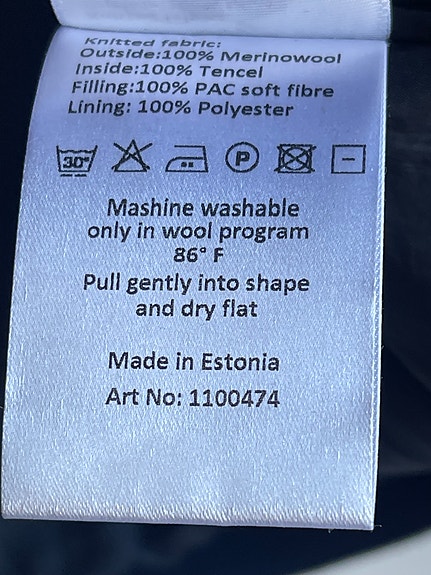 Knitted fabric:
Outside:100% Merinowool
Inside:100% Tencel
Filling:100% PAC soft fibre
Lining: 100% Polyester
30° P
Mashine washable
only in wool program
86° F
Pull gently into shape
and dry flat
Made in Estonia
Art No: 1100474